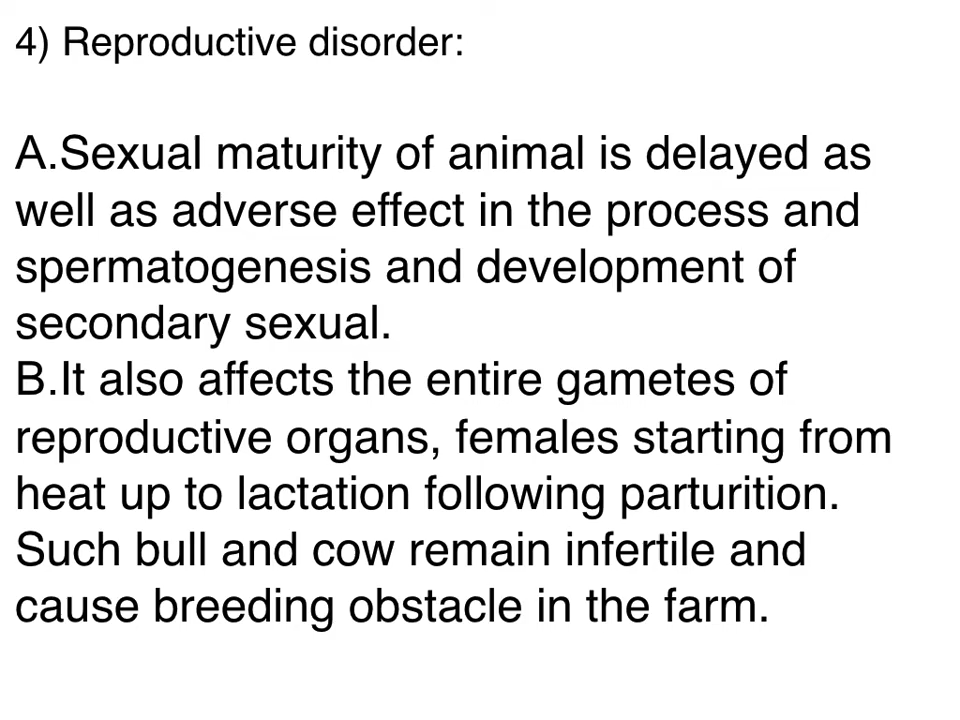 4) Reproductive disorder:
A.Sexual maturity of animal is delayed as
well as adverse effect in the process and
spermatogenesis and development of
secondary sexual.
B.It also affects the entire gametes of
reproductive organs, females starting from
heat up to lactation following parturition.
Such bull and cow remain infertile and
cause breeding obstacle in the farm.